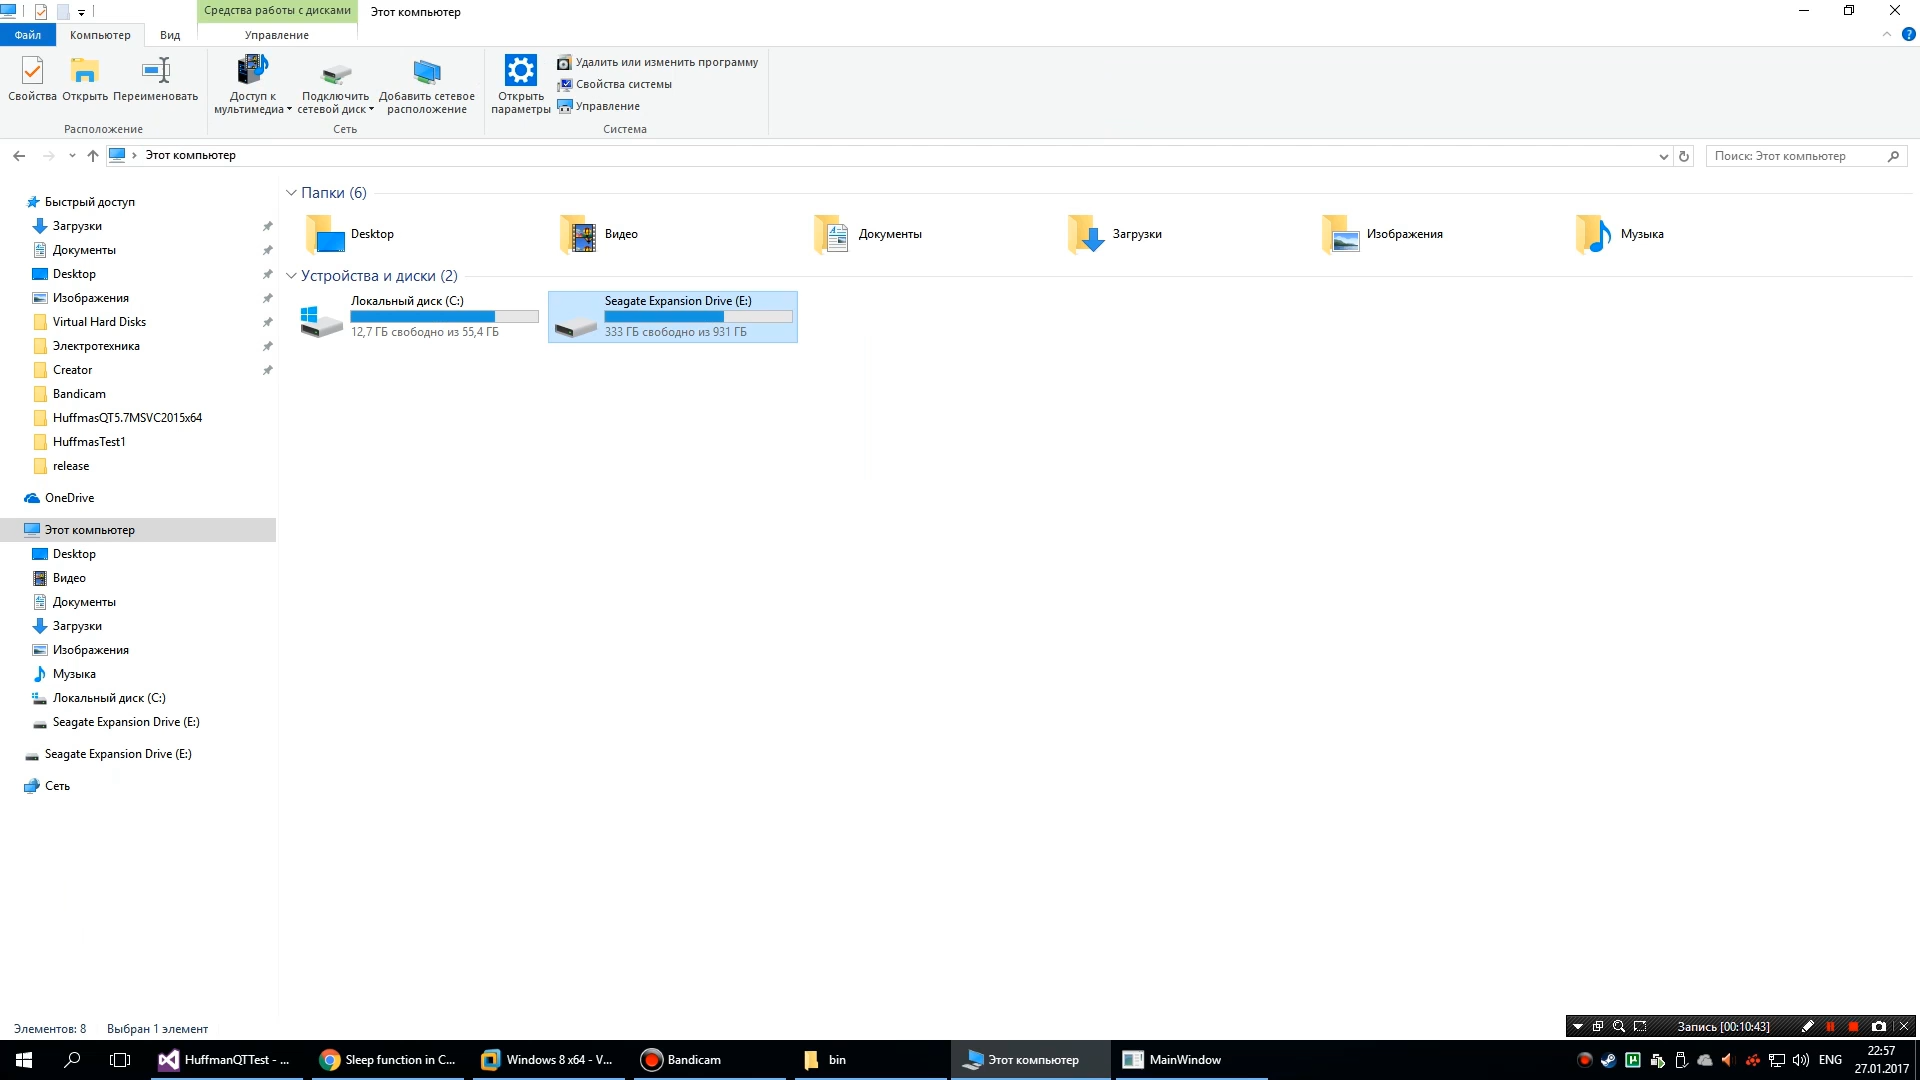 Средства работы с дисками
Этот компьютер
Файл
Компьютер
Вид
Управление
Свойства
Открыть
Переименовать
Доступ к
мультимедиа
Подключить
сетевой диск
Добавить сетевое
расположение
Открыть
параметры
Удалить или изменить программу
Свойства системы
Управление
Расположение
Сеть
Система
Этот компьютер
Поиск: Этот компьютер
Быстрый доступ
Загрузки
Документы
Desktop
Изображения
Virtual Hard Disks
Электротехника
Creator
Bandicam
HuffmasQT5.7MSVC2015x64
HuffmasTest1
release
OneDrive
Этот компьютер
Desktop
Видео
Документы
Загрузки
Изображения
Музыка
Локальный диск (C:)
Seagate Expansion Drive (E:)
Seagate Expansion Drive (E:)
Сеть
Папки (6)
Desktop
Видео
Документы
Загрузки
Изображения
Музыка
Устройства и диски (2)
Локальный диск (C:)
12,7 ГБ свободно из 55,4 ГБ
Seagate Expansion Drive (E:)
333 ГБ свободно из 931 ГБ
Элементов: 8
Выбран 1 элемент
Запись [00:10:43]
HuffmanQTTest - ...
Sleep function in C...
Windows 8 x64 - V...
Bandicam
bin
Этот компьютер
MainWindow
ENG
22:57
27.01.2017